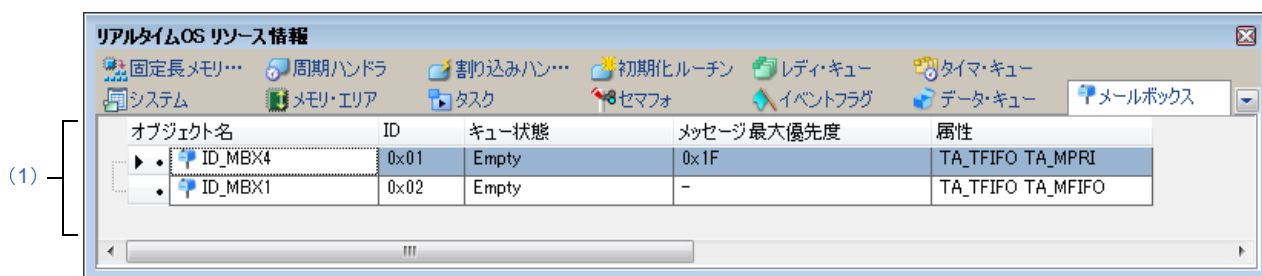 リアルタイムOS リソース情報
固定長メモリ… 周期ハンドラ 割り込みハン… 初期化ルーチン レディ・キュー タイマ・キュー
システム メモリ・エリア タスク セマフォ イベントフラグ データ・キュー メールボックス
オブジェクト名 ID キュー状態 メッセージ最大優先度 属性
(1)
ID_MBX4 0x01 Empty 0x1F TA_TFIFO TA_MPRI
ID_MBX1 0x02 Empty - TA_TFIFO TA_MFIFO